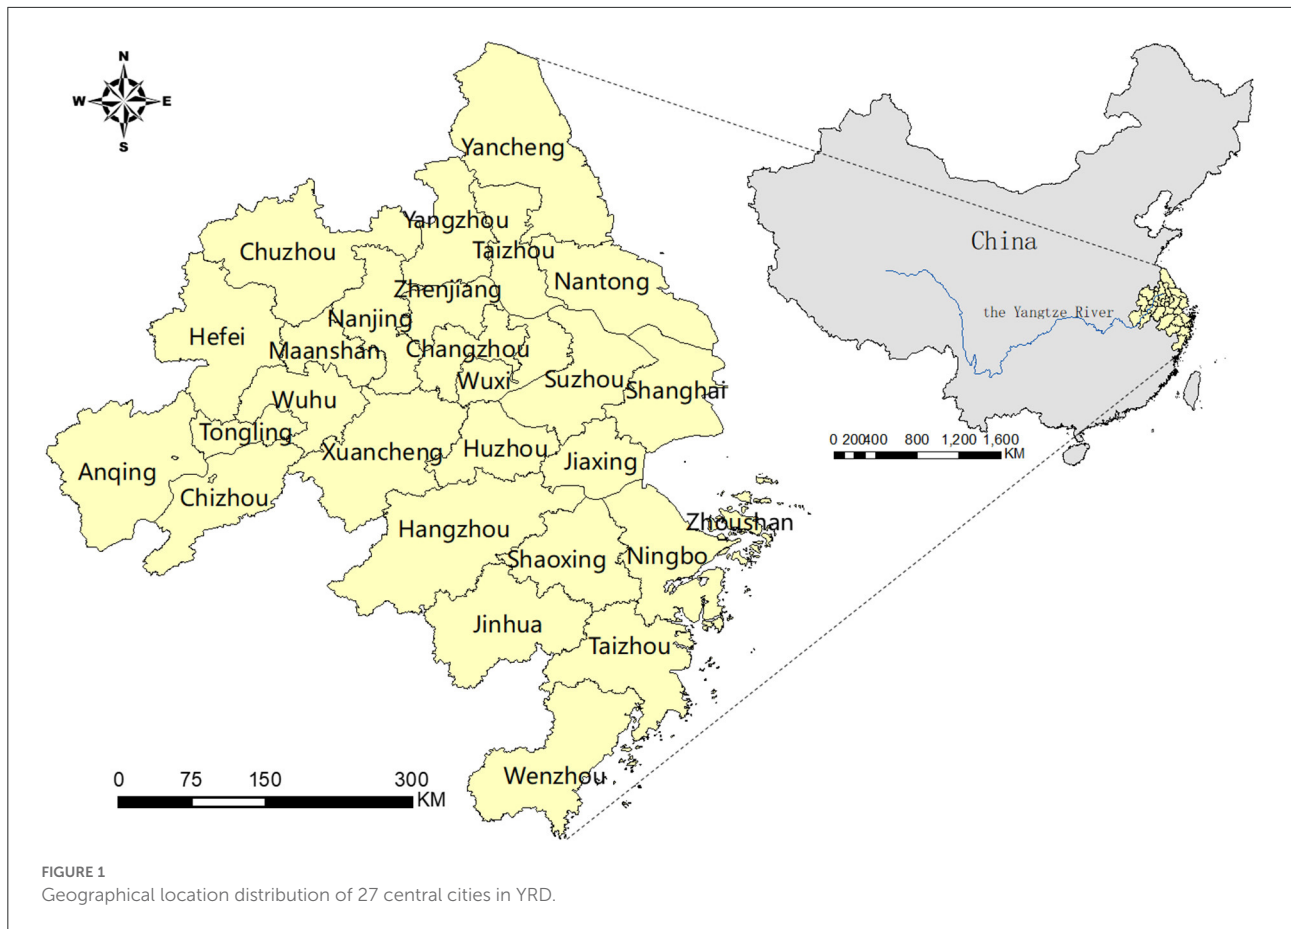 N
W E
S
Yancheng
Yangzhou
Chuzhou
Taizhou
Nantong
Zhenjiang
Nanjing
Hefei
Maanshan
Changzhou
Wuxi
Suzhou
Shanghai
Wuhu
Tongling
Xuancheng
Huzhou
Jiaxing
Anqing
Chizhou
Hangzhou
Zhoushan
Shaoxing
Ningbo
Jinhua
Taizhou
Wenzhou
0 75 150 300
KM
China
the Yangtze River
0 200400 800 1,200 1,600
KM
FIGURE 1
Geographical location distribution of 27 central cities in YRD.